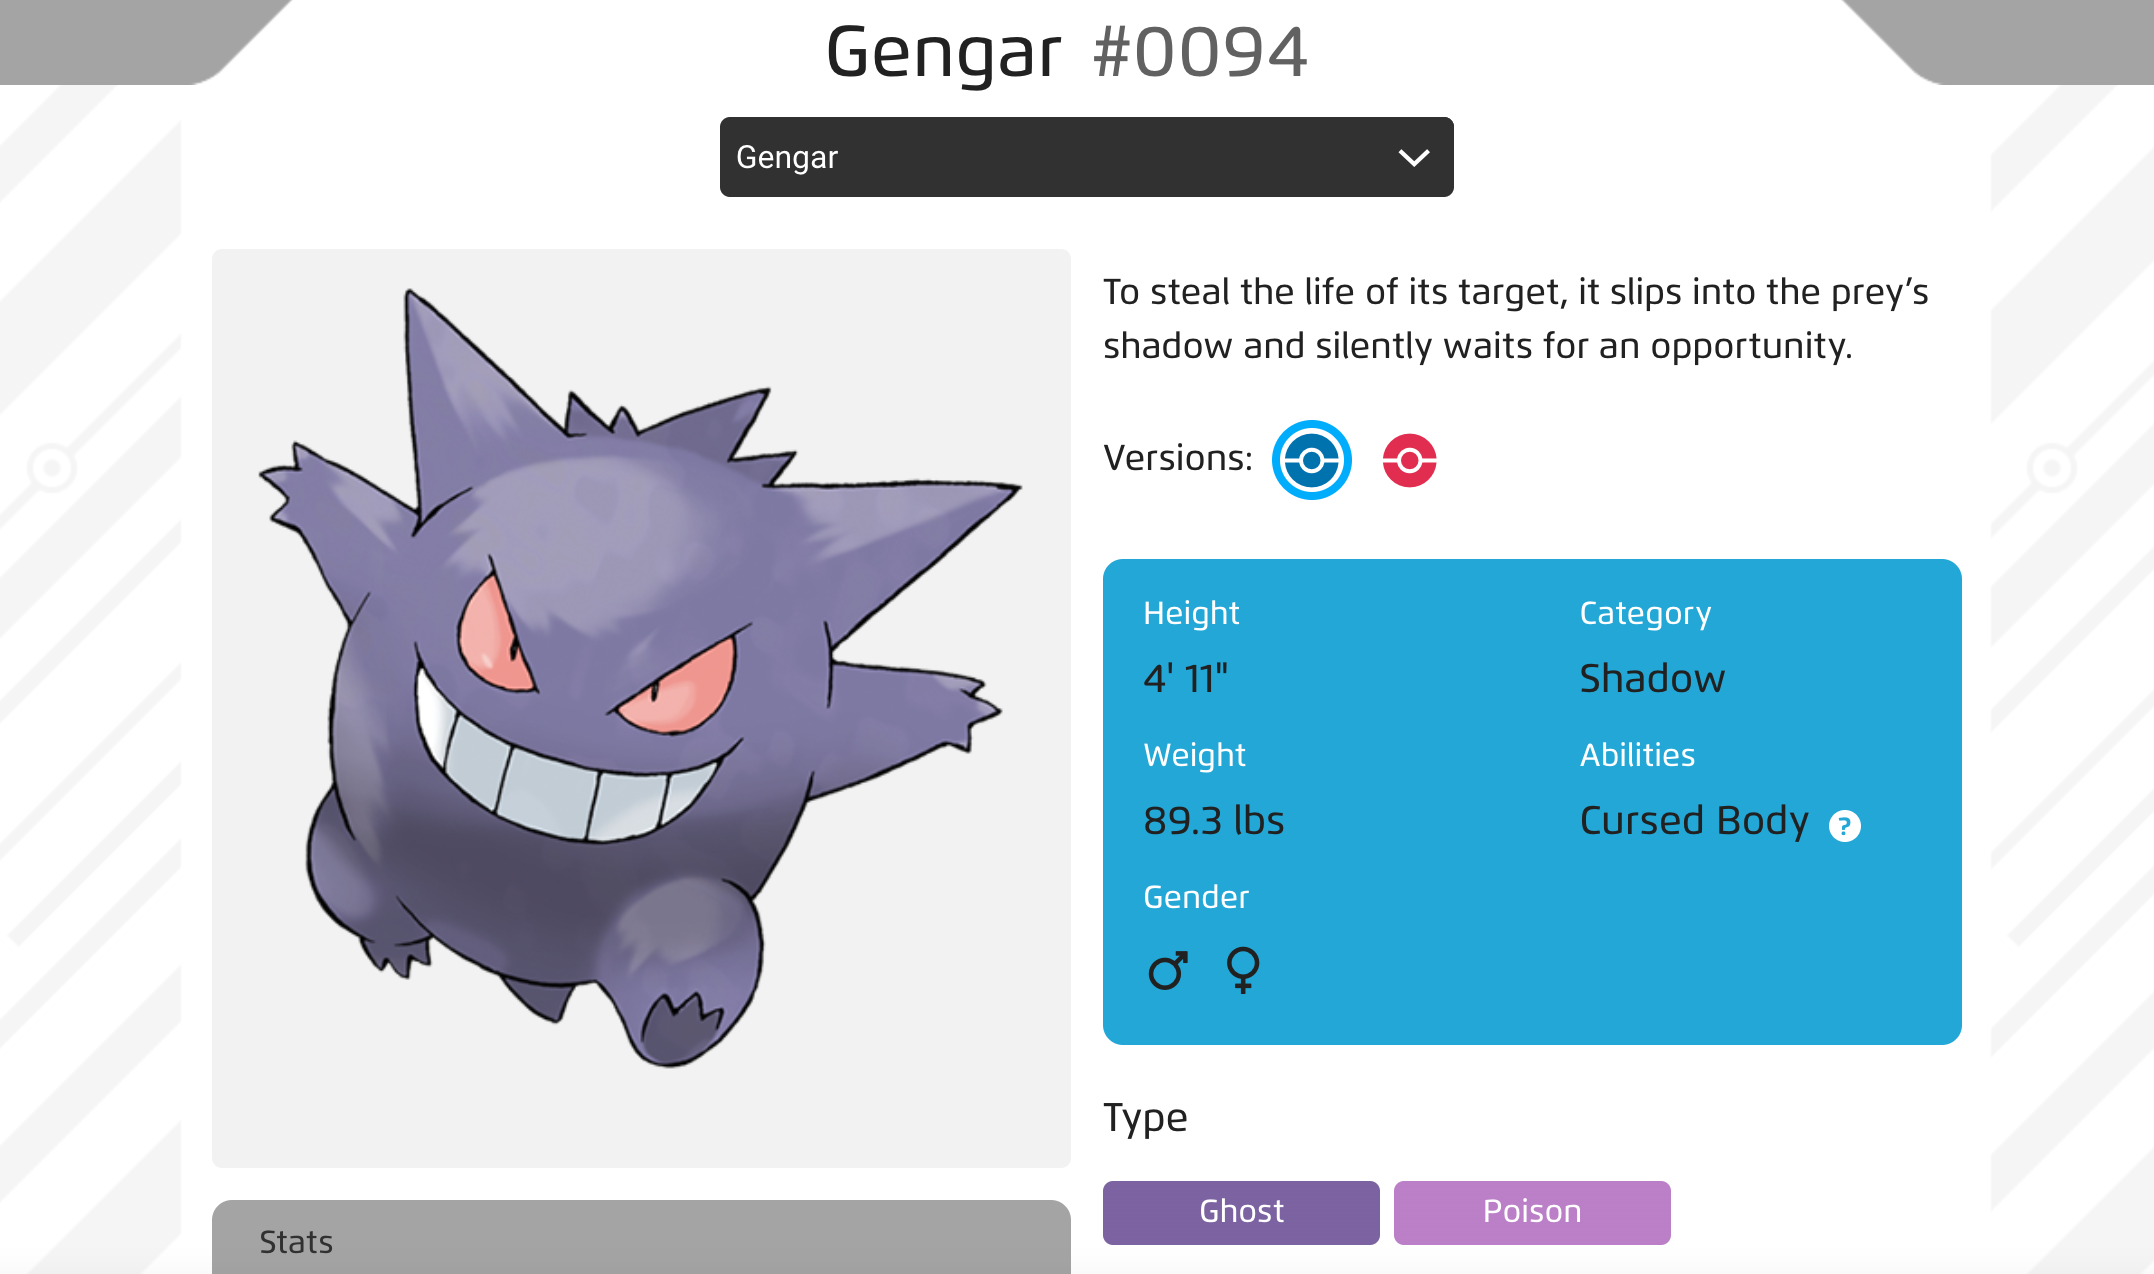 Gengar #0094
Gengar
To steal the life of its target, it slips into the prey’s
shadow and silently waits for an opportunity.
Versions:
Height
4' 11"
Weight
89.3 lbs
Gender
Category
Shadow
Abilities
Cursed Body ?
Type
Ghost
Poison
Stats